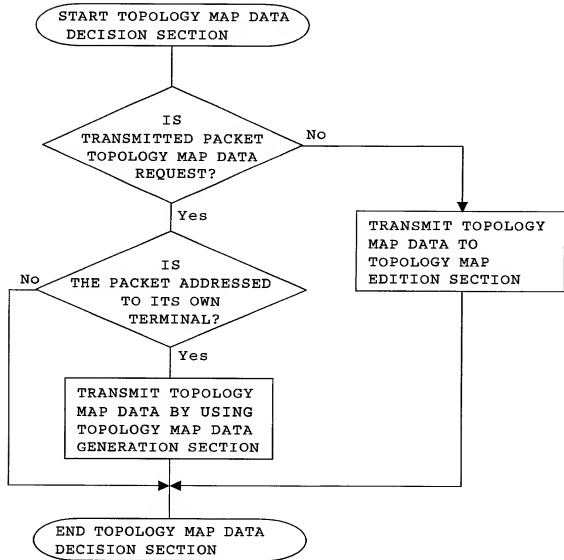 START TOPOLOGY MAP DATA
DECISION SECTION
IS
TRANSMITTED PACKET
TOPOLOGY MAP DATA
REQUEST?
No
Yes
TRANSMIT TOPOLOGY
MAP DATA TO
TOPOLOGY MAP
EDITION SECTION
IS
THE PACKET ADDRESSED
TO ITS OWN
TERMINAL?
No
Yes
TRANSMIT TOPOLOGY
MAP DATA BY USING
TOPOLOGY MAP DATA
GENERATION SECTION
END TOPOLOGY MAP DATA
DECISION SECTION